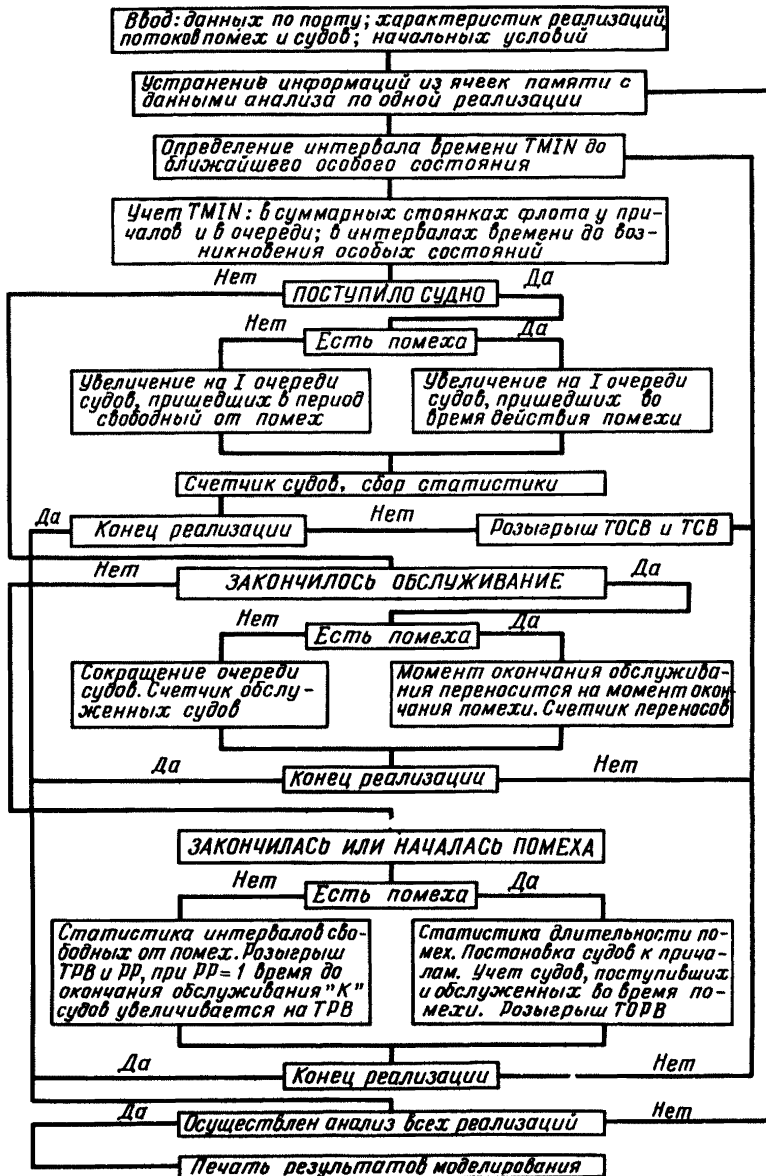 Ввод: данных по порту; характеристик реализаций,
потоков помех и судов; начальных условий
Устранение информаций из ячеек памяти с
данными анализа по одной реализации
Определение интервала времени TMIN до
ближайшего особого состояния
Учет TMIN: в суммарных стоянках флота у при-
чалов и в очереди; в интервалах времени до воз-
никновения особых состояний
Нет
ПОСТУПИЛО СУДНО
Да
Нет
Есть помеха
Да
Увеличение на I очереди
судов, пришедших в период
свободный от помех
Увеличение на I очереди
судов, пришедших во
время действия помехи
Счетчик судов, сбор статистики
Да
Конец реализации
Нет
Розыгрыш ТОСВ и ТСВ
Нет
ЗАКОНЧИЛОСЬ ОБСЛУЖИВАНИЕ
Да
Нет
Есть помеха
Да
Сокращение очереди
судов. Счетчик обслу-
женных судов
Момент окончания обслужива-
ния переносится на момент окон-
чания помехи. Счетчик переносов
Да
Конец реализации
Нет
ЗАКОНЧИЛАСЬ ИЛИ НАЧАЛАСЬ ПОМЕХА
Нет
Есть помеха
Да
Статистика интервалов сво-
бодных от помех. Розыгрыш
ТРВ и РР, при РР=1 время до
окончания обслуживания "К"
судов увеличивается на ТРВ
Статистика длительности по-
мех. Постановка судов к прича-
лам. Учет судов, поступивших
и обслуженных во время по-
мехи. Розыгрыш ТОРВ
Да
Конец реализации
Нет
Да
Осуществлен анализ всех реализаций
Нет
Печать результатов моделирования